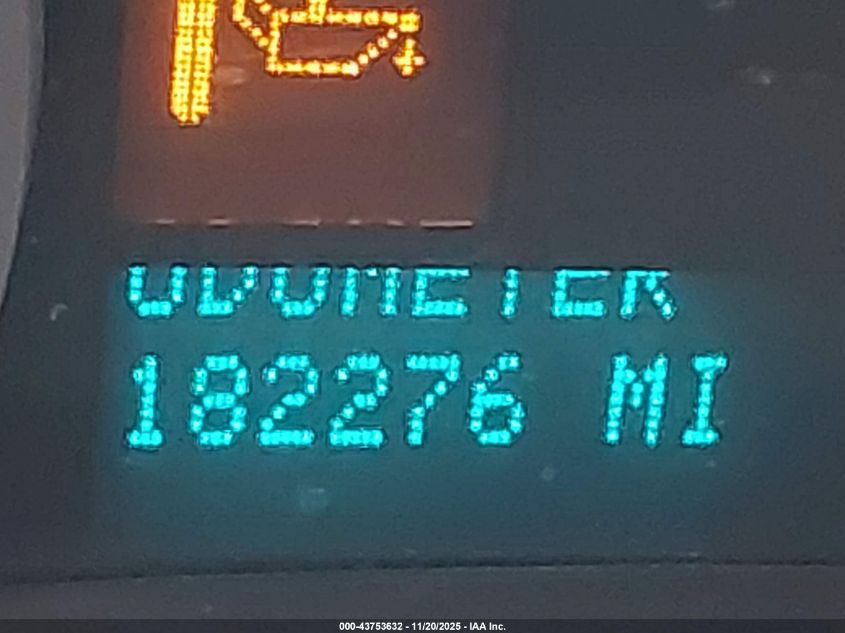 ODOMETER
182276 MI
000-43753632 - 11/20/2025 - IAA Inc.